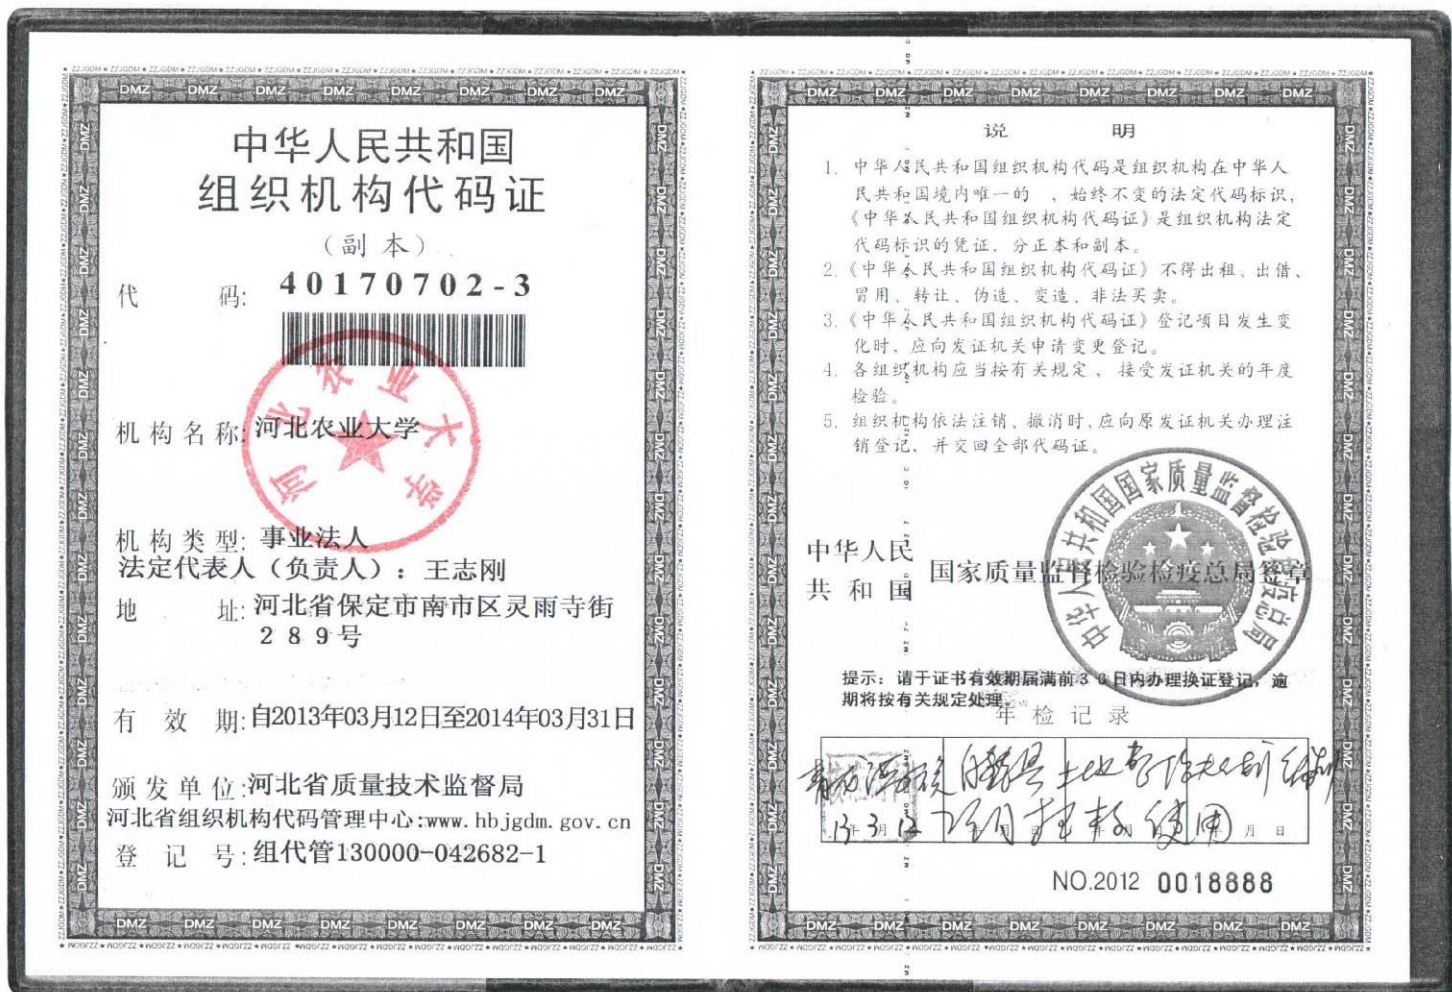 中华人民共和国
组织机构代码证
（副 本）
代 码: 40170702-3
河北农业大学
机构名称: 河北农业大学
机构类型: 事业法人
法定代表人（负责人）: 王志刚
地 址: 河北省保定市南市区灵雨寺街
２８９号
有 效 期: 自2013年03月12日至2014年03月31日
颁发单位: 河北省质量技术监督局
河北省组织机构代码管理中心:www.hbjgdm.gov.cn
登 记 号: 组代管130000-042682-1
说 明
1. 中华人民共和国组织机构代码是组织机构在中华人
民共和国境内唯一的 ，始终不变的法定代码标识，
《中华人民共和国组织机构代码证》是组织机构法定
代码标识的凭证，分正本和副本。
2.《中华人民共和国组织机构代码证》不得出租、出借、
冒用、转让、伪造、变造、非法买卖。
3.《中华人民共和国组织机构代码证》登记项目发生变
化时，应向发证机关申请变更登记。
4. 各组织机构应当按有关规定 ，接受发证机关的年度
检验。
5. 组织机构依法注销、撤消时，应向原发证机关办理注
销登记，并交回全部代码证。
中华人民
共和国
国家质量监督检验检疫总局签章
中华人民共和国国家质量监督检验检疫总局
提示：请于证书有效期届满前30日内办理换证登记，逾
期将按有关规定处理。
年检记录
13 年 3 月 12
年 月 日
NO.2012 0018888